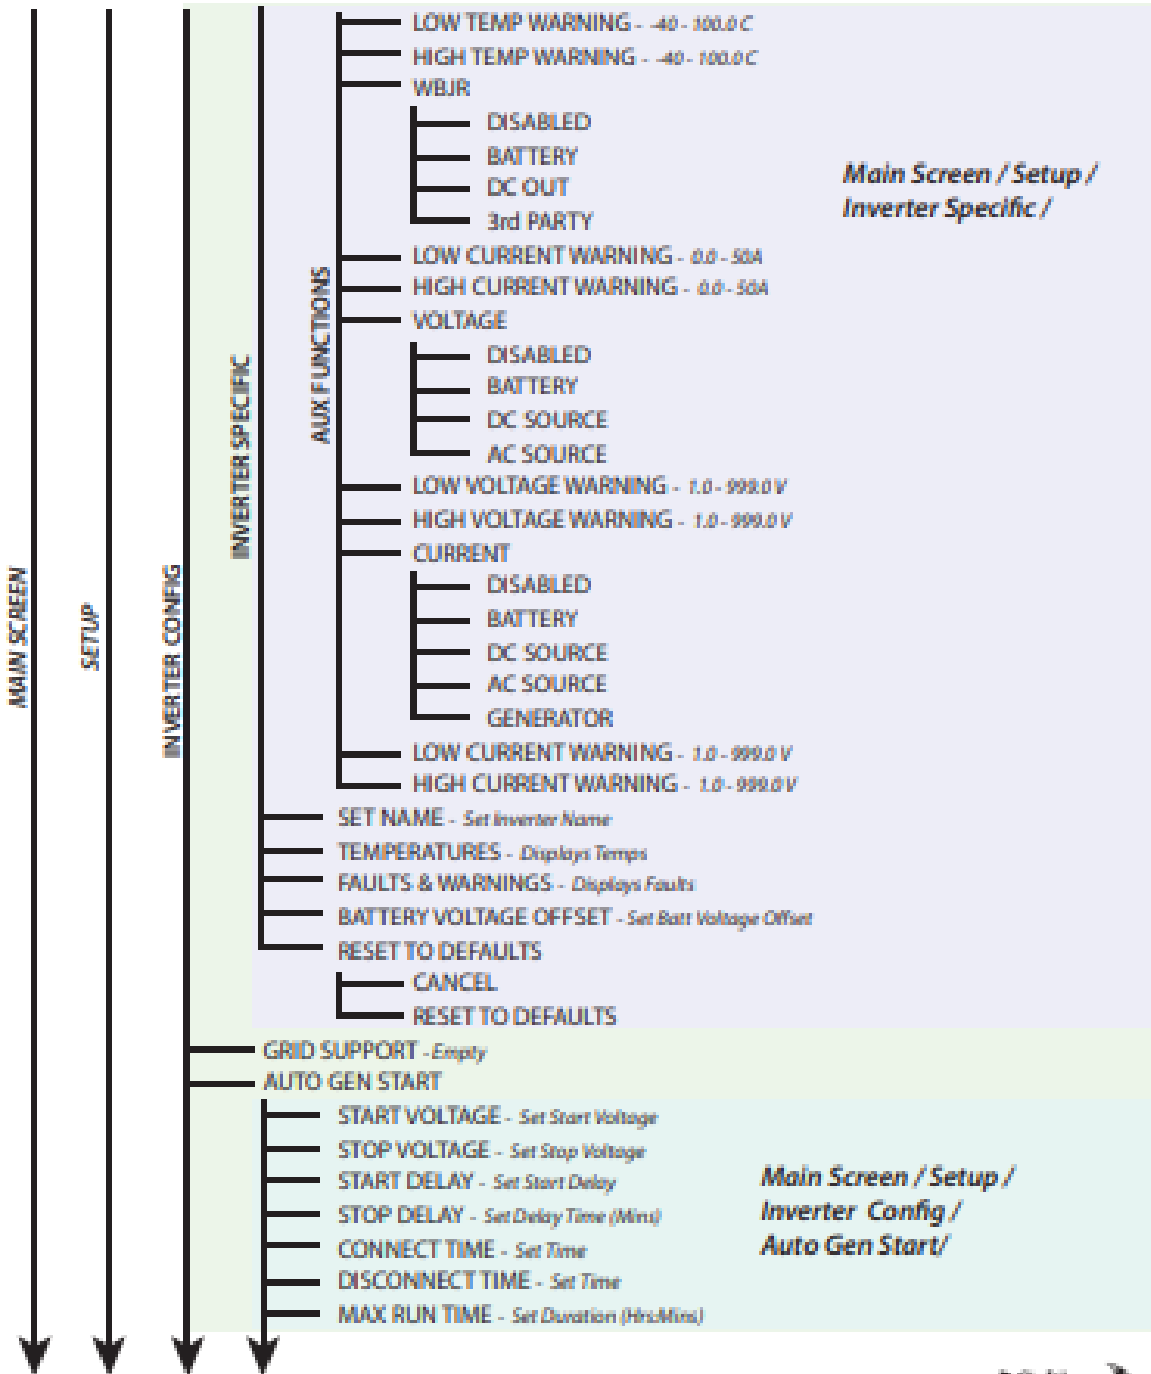 LOW TEMP WARNING - -40 - 100.0 C
HIGH TEMP WARNING - -40 - 100.0 C
WBJR
DISABLED
BATTERY
DC OUT
3rd PARTY
Main Screen / Setup /
Inverter Specific /
LOW CURRENT WARNING - 0.0 - 50A
HIGH CURRENT WARNING - 0.0 - 50A
VOLTAGE
DISABLED
BATTERY
DC SOURCE
AC SOURCE
LOW VOLTAGE WARNING - 1.0 - 999.0 V
HIGH VOLTAGE WARNING - 1.0 - 999.0 V
CURRENT
DISABLED
BATTERY
DC SOURCE
AC SOURCE
GENERATOR
LOW CURRENT WARNING - 1.0 - 999.0 V
HIGH CURRENT WARNING - 1.0 - 999.0 V
AUX FUNCTIONS
INVERTER SPECIFIC
INVERTER CONFIG
SETUP
MAIN SCREEN
SET NAME - Set Inverter Name
TEMPERATURES - Displays Temps
FAULTS & WARNINGS - Displays Faults
BATTERY VOLTAGE OFFSET - Set Batt Voltage Offset
RESET TO DEFAULTS
CANCEL
RESET TO DEFAULTS
GRID SUPPORT - Empty
AUTO GEN START
START VOLTAGE - Set Start Voltage
STOP VOLTAGE - Set Stop Voltage
START DELAY - Set Start Delay
STOP DELAY - Set Delay Time (Mins)
CONNECT TIME - Set Time
DISCONNECT TIME - Set Time
MAX RUN TIME - Set Duration (Hrs:Mins)
Main Screen / Setup /
Inverter Config /
Auto Gen Start/